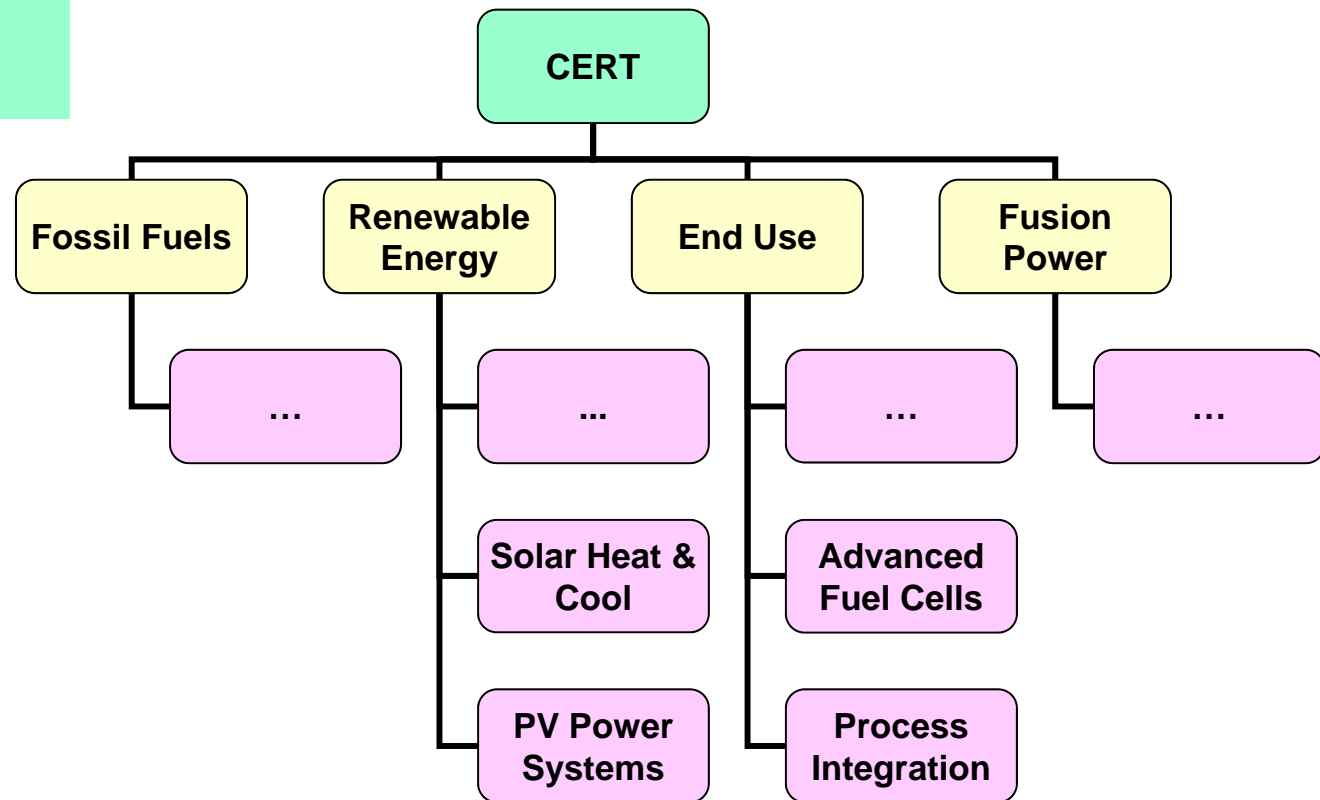 CERT
Fossil Fuels
Renewable
Energy
End Use
Fusion
Power
…
...
…
…
Solar Heat &
Cool
Advanced
Fuel Cells
PV Power
Systems
Process
Integration